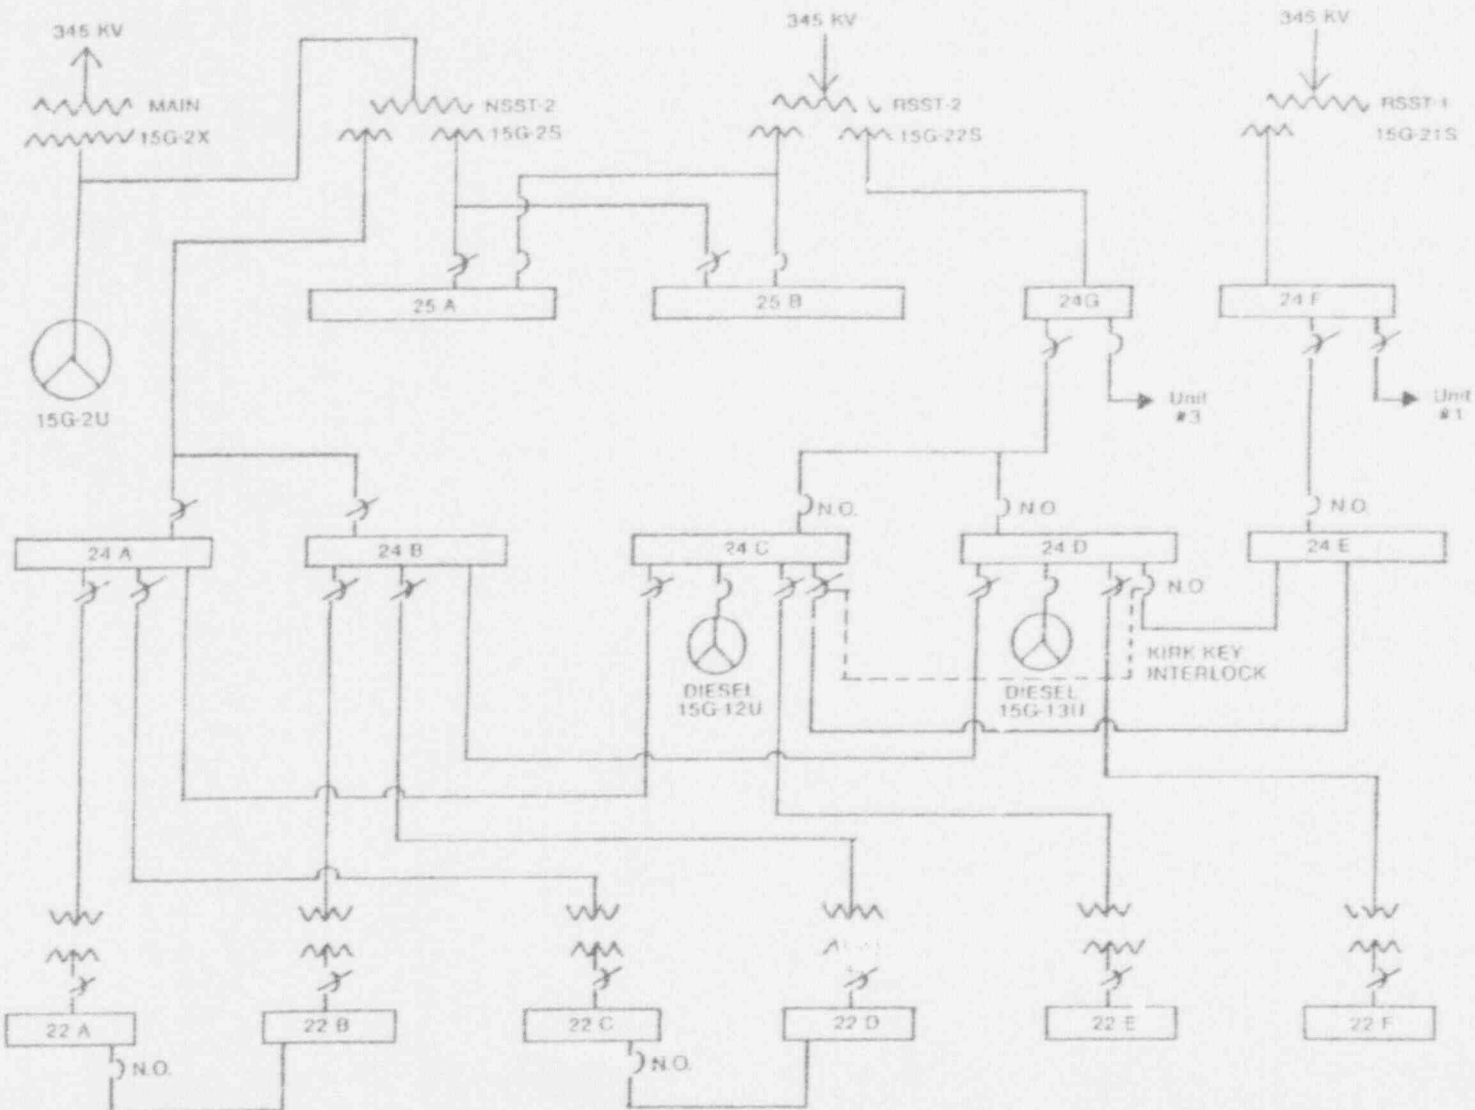 345 KV
345 KV
345 KV
MAIN
15G-2X
NSST-2
15G-2S
RSST-2
15G-22S
RSST-1
15G-21S
25 A
25 B
24G
24 F
15G-2U
Unit
#3
Unit
#1
N.O.
N.O.
N.O.
24 A
24 B
24 C
24 D
24 E
N.O.
KIRK KEY
INTERLOCK
DIESEL
15G-12U
DIESEL
15G-13U
22 A
22 B
22 C
22 D
22 E
22 F
N.O.
N.O.